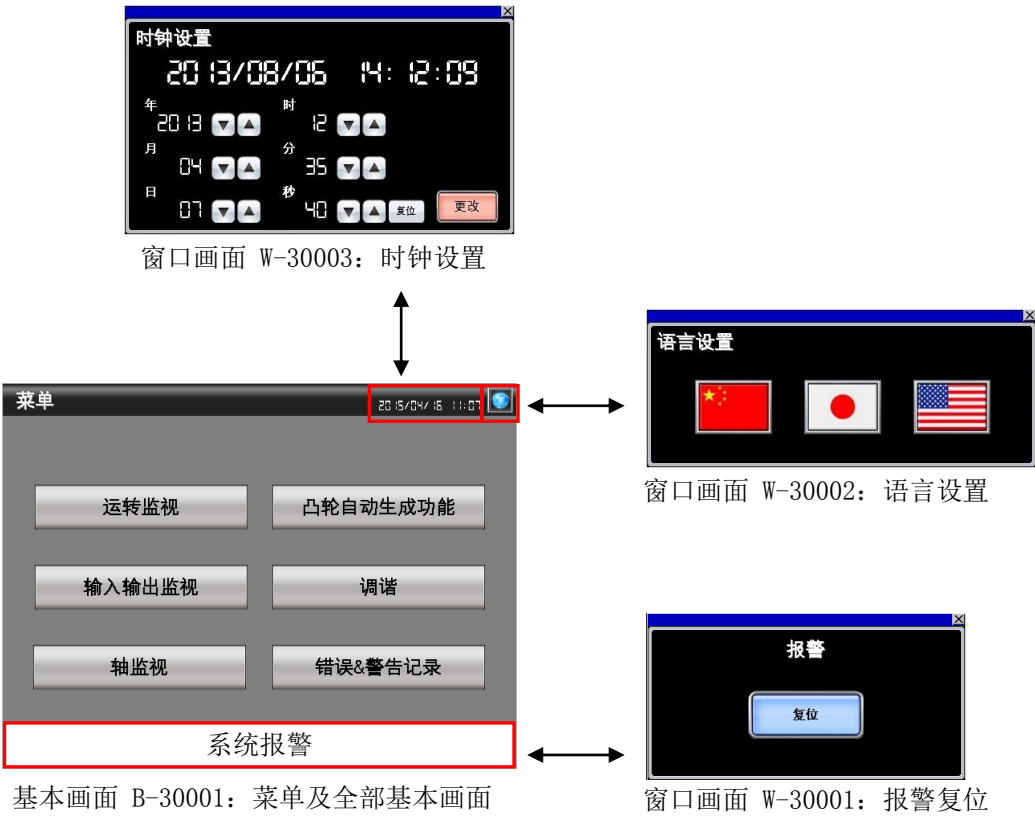 时钟设置
2013/08/06 14:12:09
年 时
2013 12
月 分
04 35
日 秒
07 40 复位 更改
窗口画面 W-30003: 时钟设置
语言设置
窗口画面 W-30002: 语言设置
菜单 2015/04/16 11:07
运转监视 凸轮自动生成功能
输入输出监视 调谐
轴监视 错误&警告记录
系统报警
基本画面 B-30001: 菜单及全部基本画面
报警
复位
窗口画面 W-30001: 报警复位